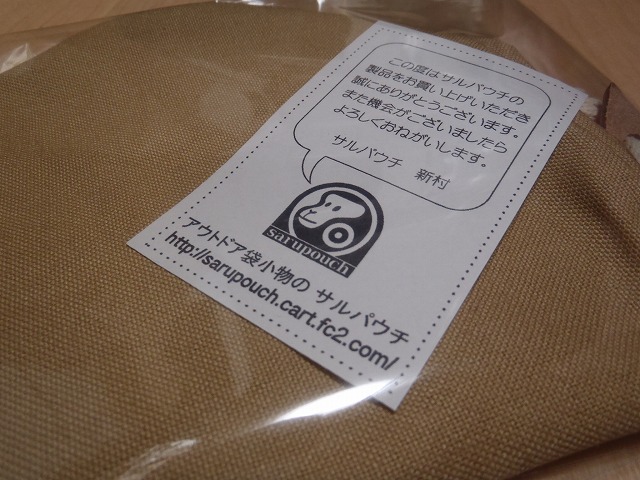 この度はサルパウチの
製品をお買い上げいただき
誠にありがとうございます。
また機会がございましたら
よろしくおねがいします。
サルパウチ 新村
sarupouch
アウトドア袋小物の サルパウチ
http://sarupouch.cart.fc2.com/